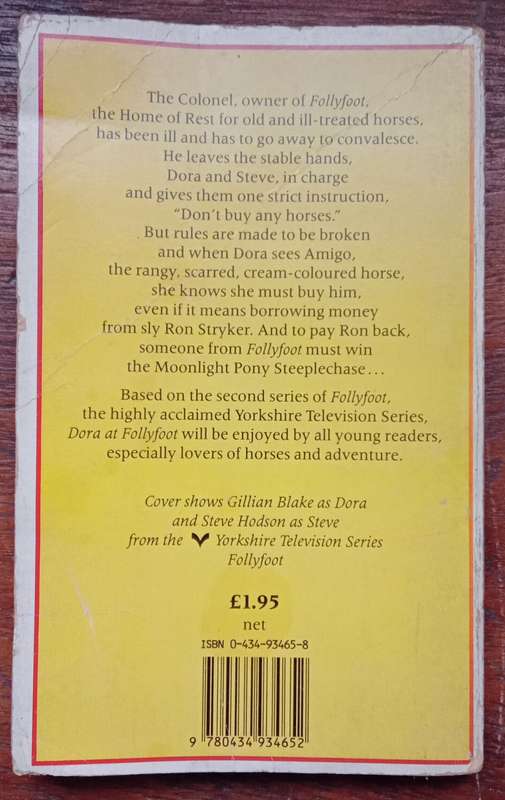 The Colonel, owner of Follyfoot,
the Home of Rest for old and ill-treated horses,
has been ill and has to go away to convalesce.
He leaves the stable hands,
Dora and Steve, in charge
and gives them one strict instruction,
“Don’t buy any horses.”
But rules are made to be broken
and when Dora sees Amigo,
the rangy, scarred, cream-coloured horse,
she knows she must buy him,
even if it means borrowing money
from sly Ron Stryker. And to pay Ron back,
someone from Follyfoot must win
the Moonlight Pony Steeplechase...
Based on the second series of Follyfoot,
the highly acclaimed Yorkshire Television Series,
Dora at Follyfoot will be enjoyed by all young readers,
especially lovers of horses and adventure.
Cover shows Gillian Blake as Dora
and Steve Hodson as Steve
from the Yorkshire Television Series
Follyfoot
£1.95
net
ISBN 0-434-93465-8
9 780434 934652